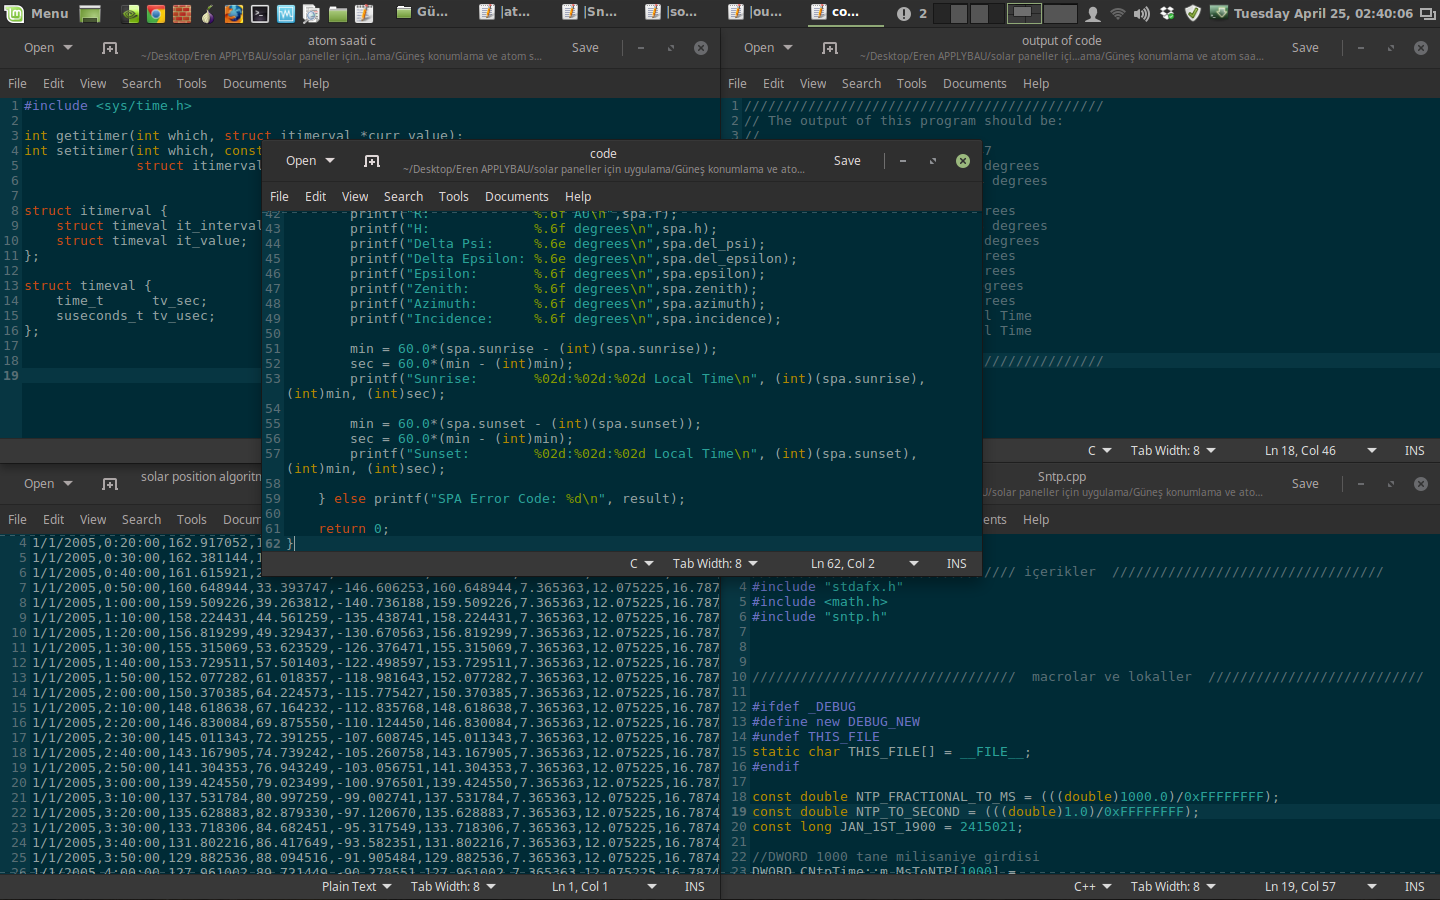 Menu
Gü...
|at...
|Sn...
|so...
|ou...
co...
2
Tuesday April 25, 02:40:06
Open
atom saati c
~/Desktop/Eren APPLYBAU/solar paneller için...lama/Güneş konumlama ve atom s...
Save
File Edit View Search Tools Documents Help
1 #include <sys/time.h>
2
3 int getitimer(int which, struct itimerval *curr_value);
4 int setitimer(int which, const
5 struct itimerval
6
7
8 struct itimerval {
9 struct timeval it_interval
10 struct timeval it_value;
11 };
12
13 struct timeval {
14 time_t tv_sec;
15 suseconds_t tv_usec;
16 };
17
18
19
Open
output of code
~/Desktop/Eren APPLYBAU/solar paneller içi...ama/Güneş konumlama ve atom saa...
Save
File Edit View Search Tools Documents Help
1 /////////////////////////////////////////////
2 // The output of this program should be:
3 //
7
degrees
degrees
rees
degrees
degrees
rees
rees
grees
rees
l Time
l Time
///////////////
C Tab Width: 8 Ln 18, Col 46 INS
Open
code
~/Desktop/Eren APPLYBAU/solar paneller için uygulama/Güneş konumlama ve ato...
Save
File Edit View Search Tools Documents Help
42 printf("R: %.6f AU\n",spa.r);
43 printf("H: %.6f degrees\n",spa.h);
44 printf("Delta Psi: %.6e degrees\n",spa.del_psi);
45 printf("Delta Epsilon: %.6e degrees\n",spa.del_epsilon);
46 printf("Epsilon: %.6f degrees\n",spa.epsilon);
47 printf("Zenith: %.6f degrees\n",spa.zenith);
48 printf("Azimuth: %.6f degrees\n",spa.azimuth);
49 printf("Incidence: %.6f degrees\n",spa.incidence);
50
51 min = 60.0*(spa.sunrise - (int)(spa.sunrise));
52 sec = 60.0*(min - (int)min);
53 printf("Sunrise: %02d:%02d:%02d Local Time\n", (int)(spa.sunrise),
(int)min, (int)sec);
54
55 min = 60.0*(spa.sunset - (int)(spa.sunset));
56 sec = 60.0*(min - (int)min);
57 printf("Sunset: %02d:%02d:%02d Local Time\n", (int)(spa.sunset),
(int)min, (int)sec);
58
59 } else printf("SPA Error Code: %d\n", result);
60
61 return 0;
62 }
C Tab Width: 8 Ln 62, Col 2 INS
Open
solar position algoritm
File Edit View Search Tools Docum
4 1/1/2005,0:20:00,162.917052,1
5 1/1/2005,0:30:00,162.381144,1
6 1/1/2005,0:40:00,161.615921,2
7 1/1/2005,0:50:00,160.648944,33.393747,-146.606253,160.648944,7.365363,12.075225,16.787
8 1/1/2005,1:00:00,159.509226,39.263812,-140.736188,159.509226,7.365363,12.075225,16.787
9 1/1/2005,1:10:00,158.224431,44.561259,-135.438741,158.224431,7.365363,12.075225,16.787
10 1/1/2005,1:20:00,156.819299,49.329437,-130.670563,156.819299,7.365363,12.075225,16.787
11 1/1/2005,1:30:00,155.315069,53.623529,-126.376471,155.315069,7.365363,12.075225,16.787
12 1/1/2005,1:40:00,153.729511,57.501403,-122.498597,153.729511,7.365363,12.075225,16.787
13 1/1/2005,1:50:00,152.077282,61.018357,-118.981643,152.077282,7.365363,12.075225,16.787
14 1/1/2005,2:00:00,150.370385,64.224573,-115.775427,150.370385,7.365363,12.075225,16.787
15 1/1/2005,2:10:00,148.618638,67.164232,-112.835768,148.618638,7.365363,12.075225,16.787
16 1/1/2005,2:20:00,146.830084,69.875550,-110.124450,146.830084,7.365363,12.075225,16.787
17 1/1/2005,2:30:00,145.011343,72.391255,-107.608745,145.011343,7.365363,12.075225,16.787
18 1/1/2005,2:40:00,143.167905,74.739242,-105.260758,143.167905,7.365363,12.075225,16.787
19 1/1/2005,2:50:00,141.304353,76.943249,-103.056751,141.304353,7.365363,12.075225,16.787
20 1/1/2005,3:00:00,139.424550,79.023499,-100.976501,139.424550,7.365363,12.075225,16.787
21 1/1/2005,3:10:00,137.531784,80.997259,-99.002741,137.531784,7.365363,12.075225,16.7874
22 1/1/2005,3:20:00,135.628883,82.879330,-97.120670,135.628883,7.365363,12.075225,16.7874
23 1/1/2005,3:30:00,133.718306,84.682451,-95.317549,133.718306,7.365363,12.075225,16.7874
24 1/1/2005,3:40:00,131.802216,86.417649,-93.582351,131.802216,7.365363,12.075225,16.7874
25 1/1/2005,3:50:00,129.882536,88.094516,-91.905484,129.882536,7.365363,12.075225,16.7874
26 1/1/2005,4:00:00,127.961002,89.721449,-90.278551,127.961002,7.365363,12.075225,16.7874
Plain Text Tab Width: 8 Ln 1, Col 1 INS
Sntp.cpp
U/solar paneller için uygulama/Güneş konumlama ve ato...
Save
ents Help
//// içerikler //////////////////////////////////
4 #include "stdafx.h"
5 #include <math.h>
6 #include "sntp.h"
7
8
9
10 ///////////////////////////////// macrolar ve lokaller ///////////////////////////
11
12 #ifdef _DEBUG
13 #define new DEBUG_NEW
14 #undef THIS_FILE
15 static char THIS_FILE[] = __FILE__;
16 #endif
17
18 const double NTP_FRACTIONAL_TO_MS = (((double)1000.0)/0xFFFFFFFF);
19 const double NTP_TO_SECOND = (((double)1.0)/0xFFFFFFFF);
20 const long JAN_1ST_1900 = 2415021;
21
22 //DWORD 1000 tane milisaniye girdisi
23 DWORD CNtpTime::m_MsToNTP[1000] =
C++ Tab Width: 8 Ln 19, Col 57 INS